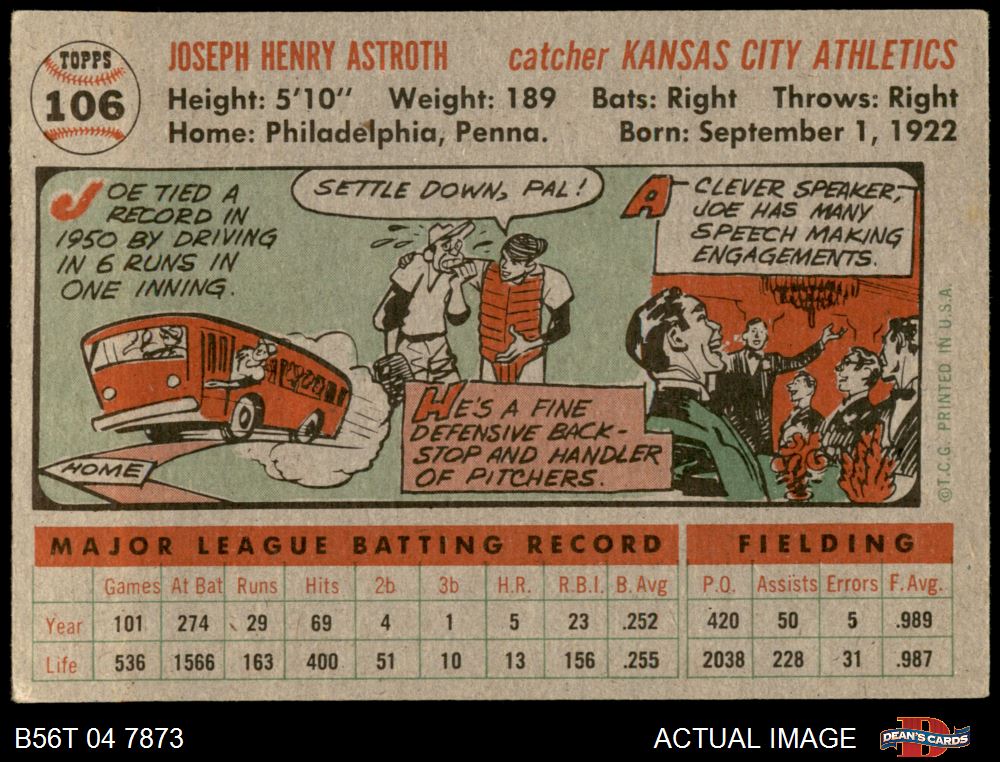 TOPPS
106
JOSEPH HENRY ASTROTH catcher KANSAS CITY ATHLETICS
Height: 5'10" Weight: 189 Bats: Right Throws: Right
Home: Philadelphia, Penna. Born: September 1, 1922
JOE TIED A
RECORD IN
1950 BY DRIVING
IN 6 RUNS IN
ONE INNING.
HOME
SETTLE DOWN, PAL!
HE'S A FINE
DEFENSIVE BACK-
STOP AND HANDLER
OF PITCHERS.
A CLEVER SPEAKER,
JOE HAS MANY
SPEECH MAKING
ENGAGEMENTS.
©T.C.G. PRINTED IN U.S.A.
MAJOR LEAGUE BATTING RECORD FIELDING
Games At Bat Runs Hits 2b 3b H.R. R.B.I. B. Avg P.O. Assists Errors F. Avg.
Year 101 274 29 69 4 1 5 23 .252 420 50 5 .989
Life 536 1566 163 400 51 10 13 156 .255 2038 228 31 .987
B56T 04 7873 ACTUAL IMAGE DEAN'S CARDS